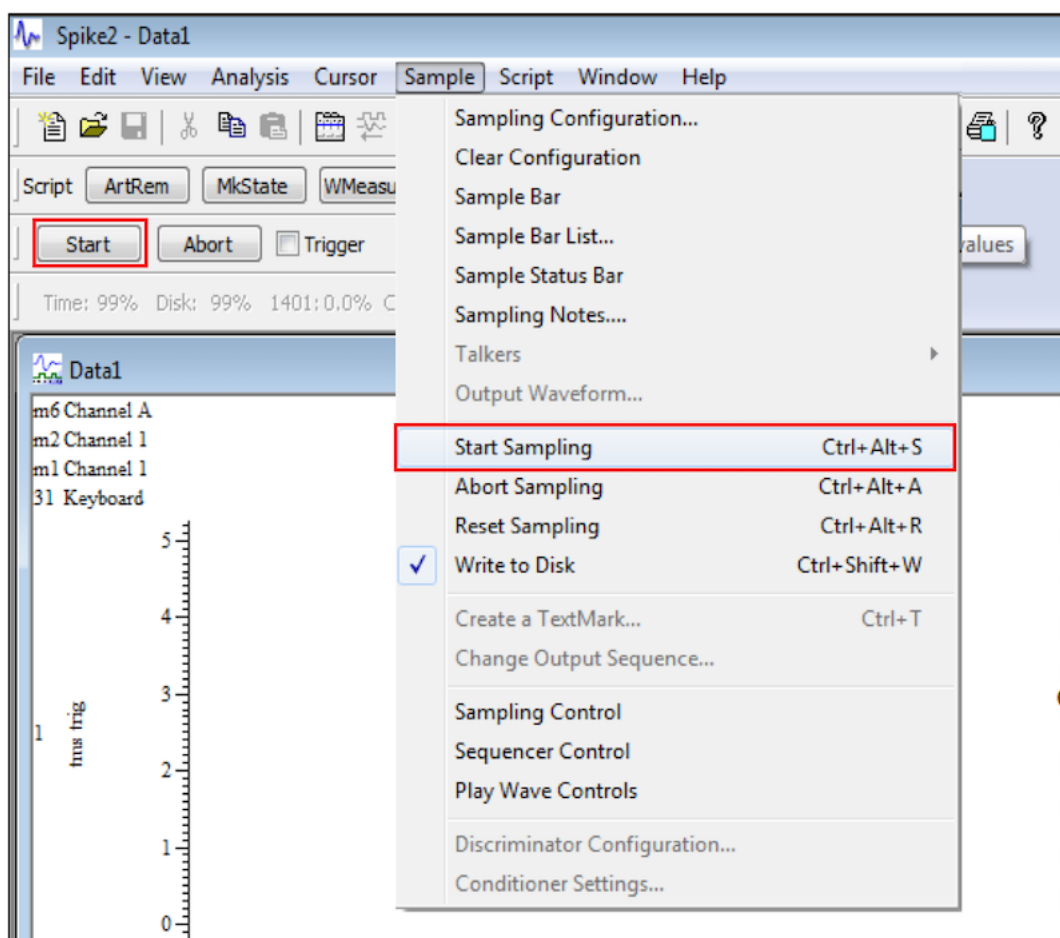 Spike2 - Data1
File Edit View Analysis Cursor Sample Script Window Help
Script ArtRem MkState WMeasu
Start Abort Trigger
Time: 99% Disk: 99% 1401: 0.0% C
Sampling Configuration...
Clear Configuration
Sample Bar
Sample Bar List...
Sample Status Bar
Sampling Notes....
Talkers
Output Waveform...
Start Sampling Ctrl+Alt+S
Abort Sampling Ctrl+Alt+A
Reset Sampling Ctrl+Alt+R
Write to Disk Ctrl+Shift+W
Create a TextMark... Ctrl+T
Change Output Sequence...
Sampling Control
Sequencer Control
Play Wave Controls
Discriminator Configuration...
Conditioner Settings...
Data1
m6 Channel A
m2 Channel 1
m1 Channel 1
31 Keyboard
5
4
3
1 tms trig
2
1
0